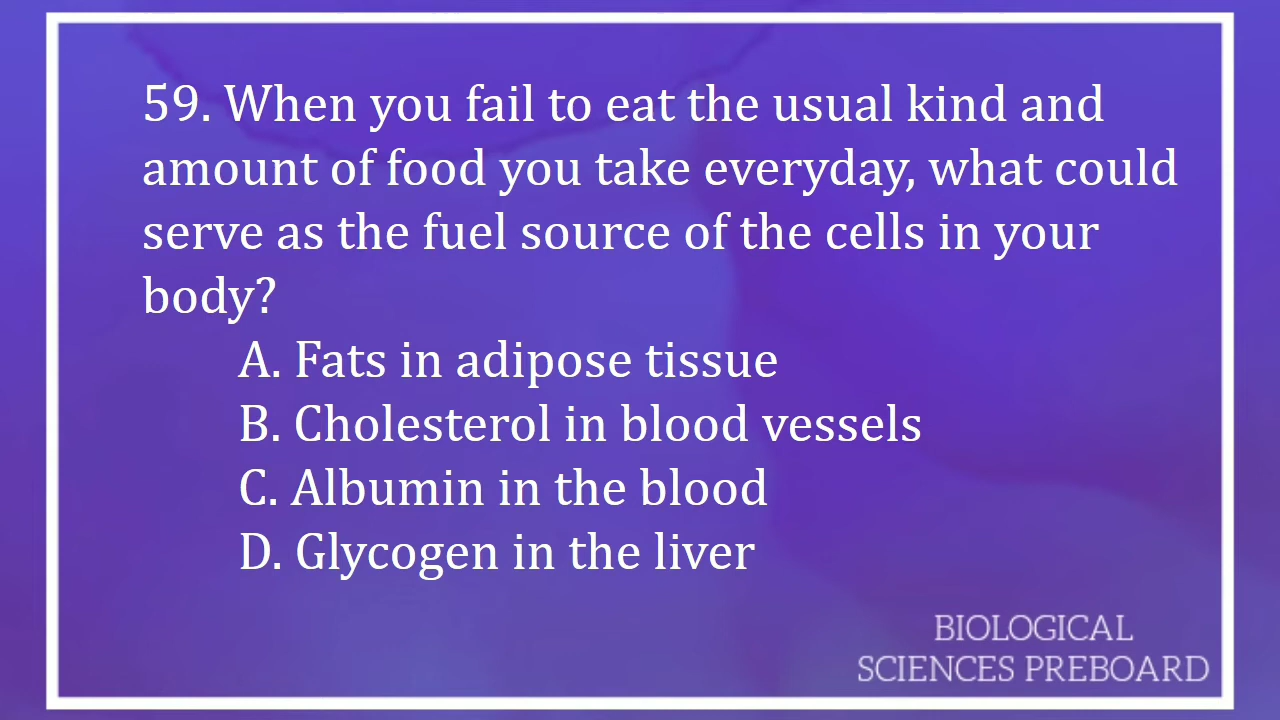 59. When you fail to eat the usual kind and
amount of food you take everyday, what could
serve as the fuel source of the cells in your
body?
A. Fats in adipose tissue
B. Cholesterol in blood vessels
C. Albumin in the blood
D. Glycogen in the liver
BIOLOGICAL
SCIENCES PREBOARD